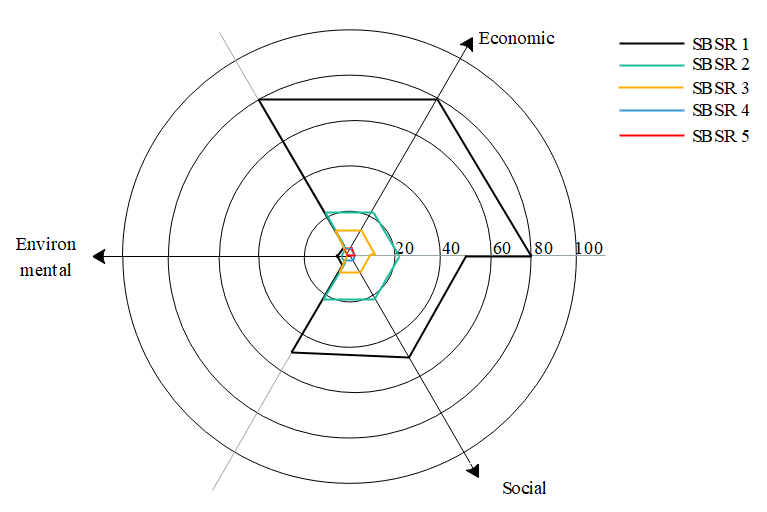 Economic
SBSR 1
SBSR 2
SBSR 3
SBSR 4
SBSR 5
Environ
mental
20 40 60 80 100
Social